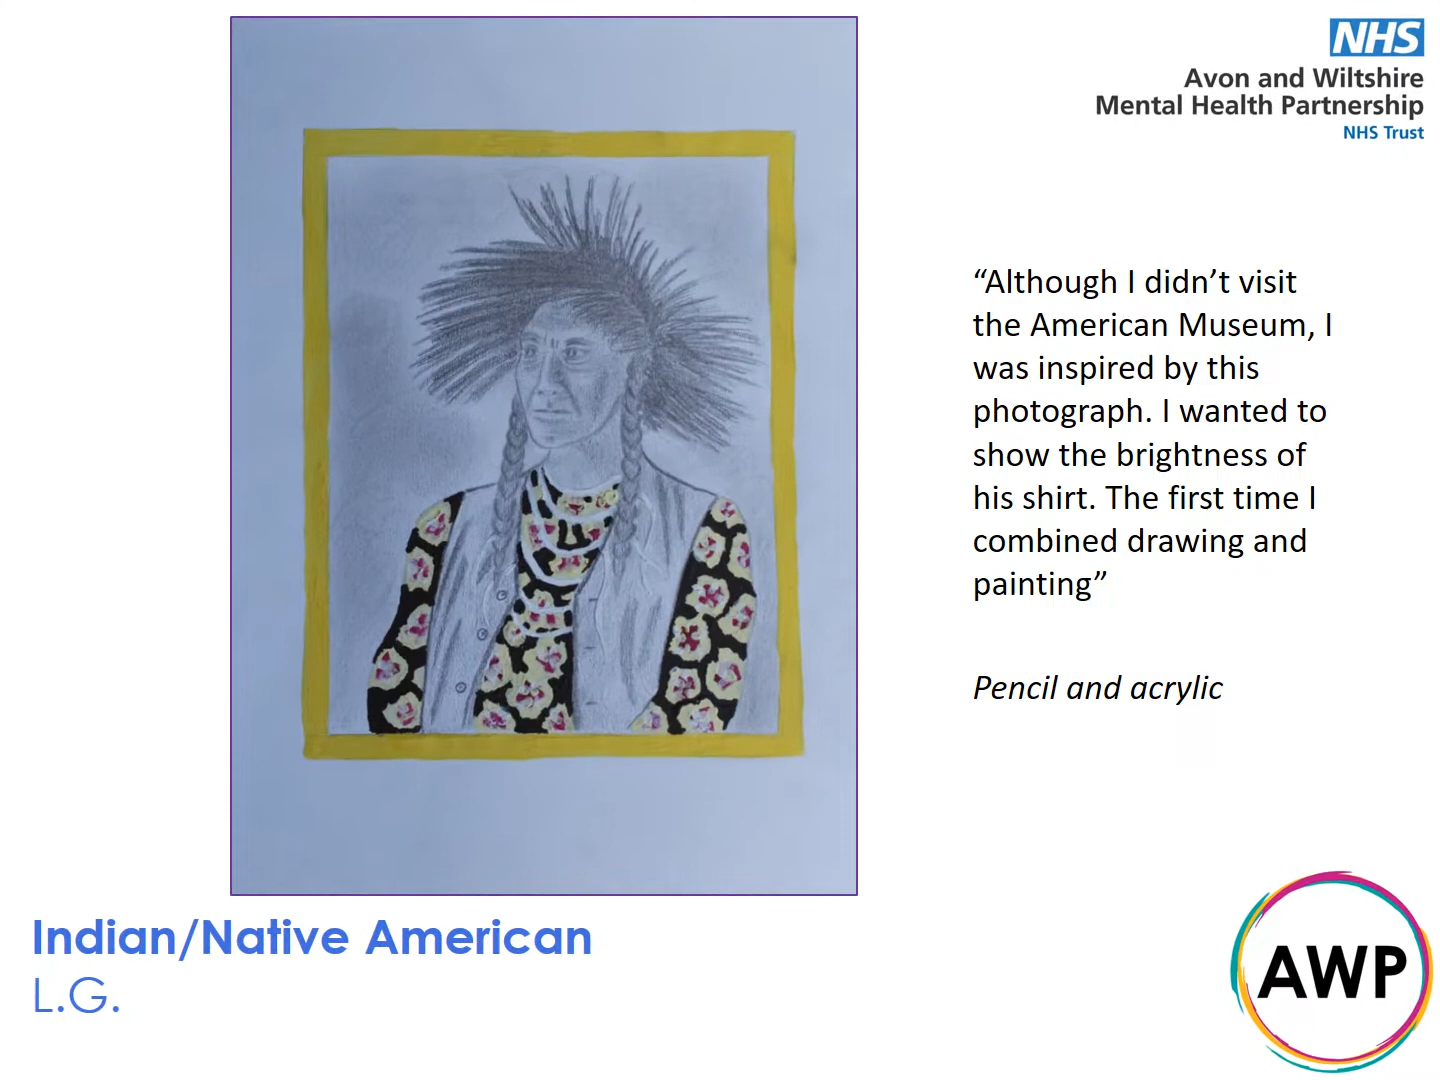 NHS
Avon and Wiltshire
Mental Health Partnership
NHS Trust
“Although I didn’t visit
the American Museum, I
was inspired by this
photograph. I wanted to
show the brightness of
his shirt. The first time I
combined drawing and
painting”
Pencil and acrylic
Indian/Native American
L.G.
AWP